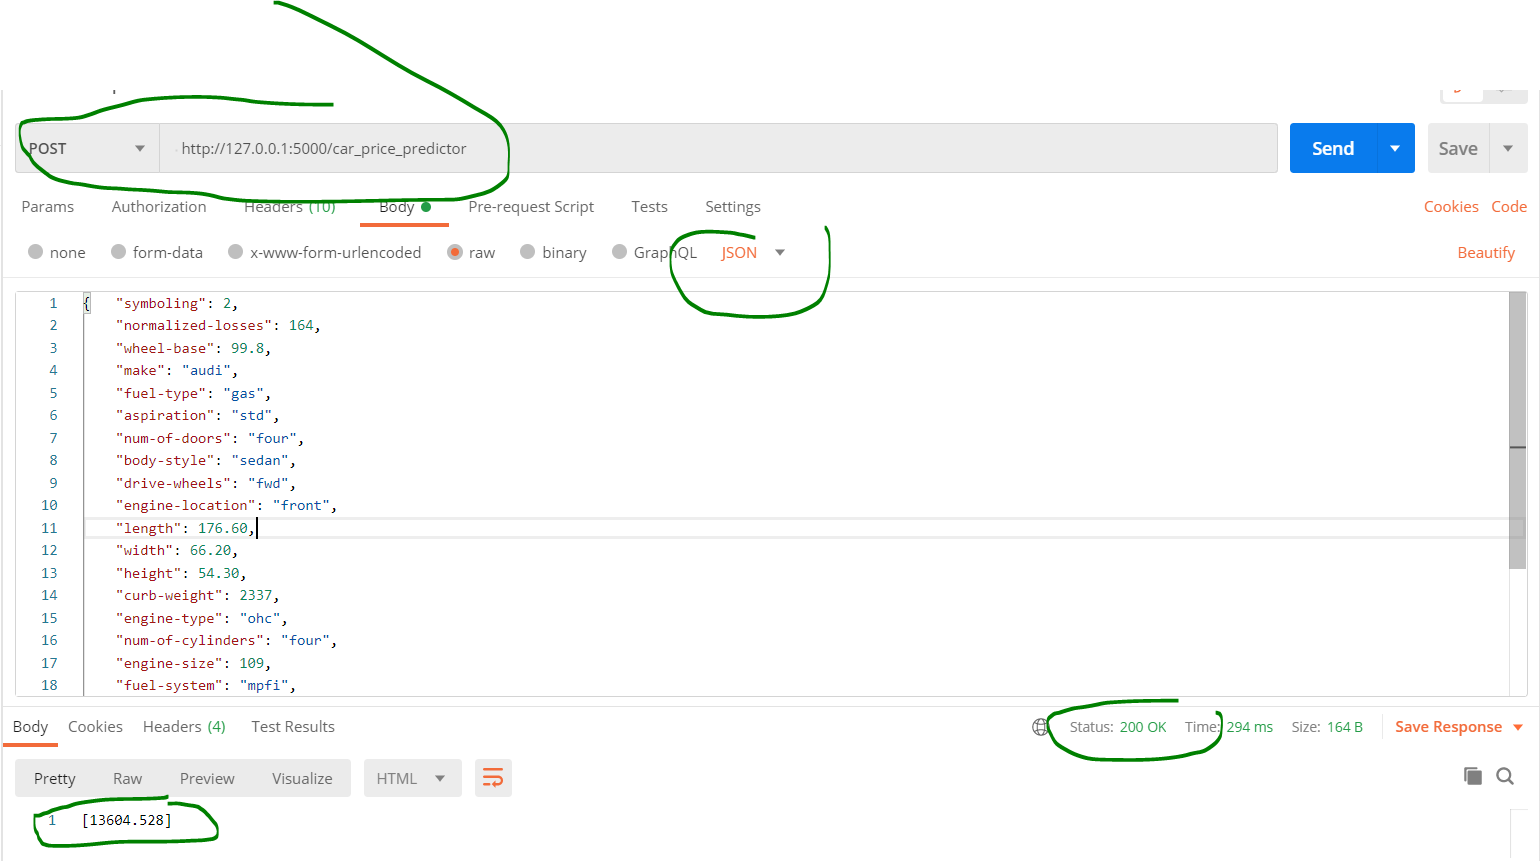 POST http://127.0.0.1:5000/car_price_predictor Send Save
Params Authorization Headers (10) Body Pre-request Script Tests Settings Cookies Code
none form-data x-www-form-urlencoded raw binary GraphQL JSON Beautify
1 { "symboling": 2,
2 "normalized-losses": 164,
3 "wheel-base": 99.8,
4 "make": "audi",
5 "fuel-type": "gas",
6 "aspiration": "std",
7 "num-of-doors": "four",
8 "body-style": "sedan",
9 "drive-wheels": "fwd",
10 "engine-location": "front",
11 "length": 176.60,
12 "width": 66.20,
13 "height": 54.30,
14 "curb-weight": 2337,
15 "engine-type": "ohc",
16 "num-of-cylinders": "four",
17 "engine-size": 109,
18 "fuel-system": "mpfi",
Body Cookies Headers (4) Test Results Status: 200 OK Time: 294 ms Size: 164 B Save Response
Pretty Raw Preview Visualize HTML
1 [13604.528]